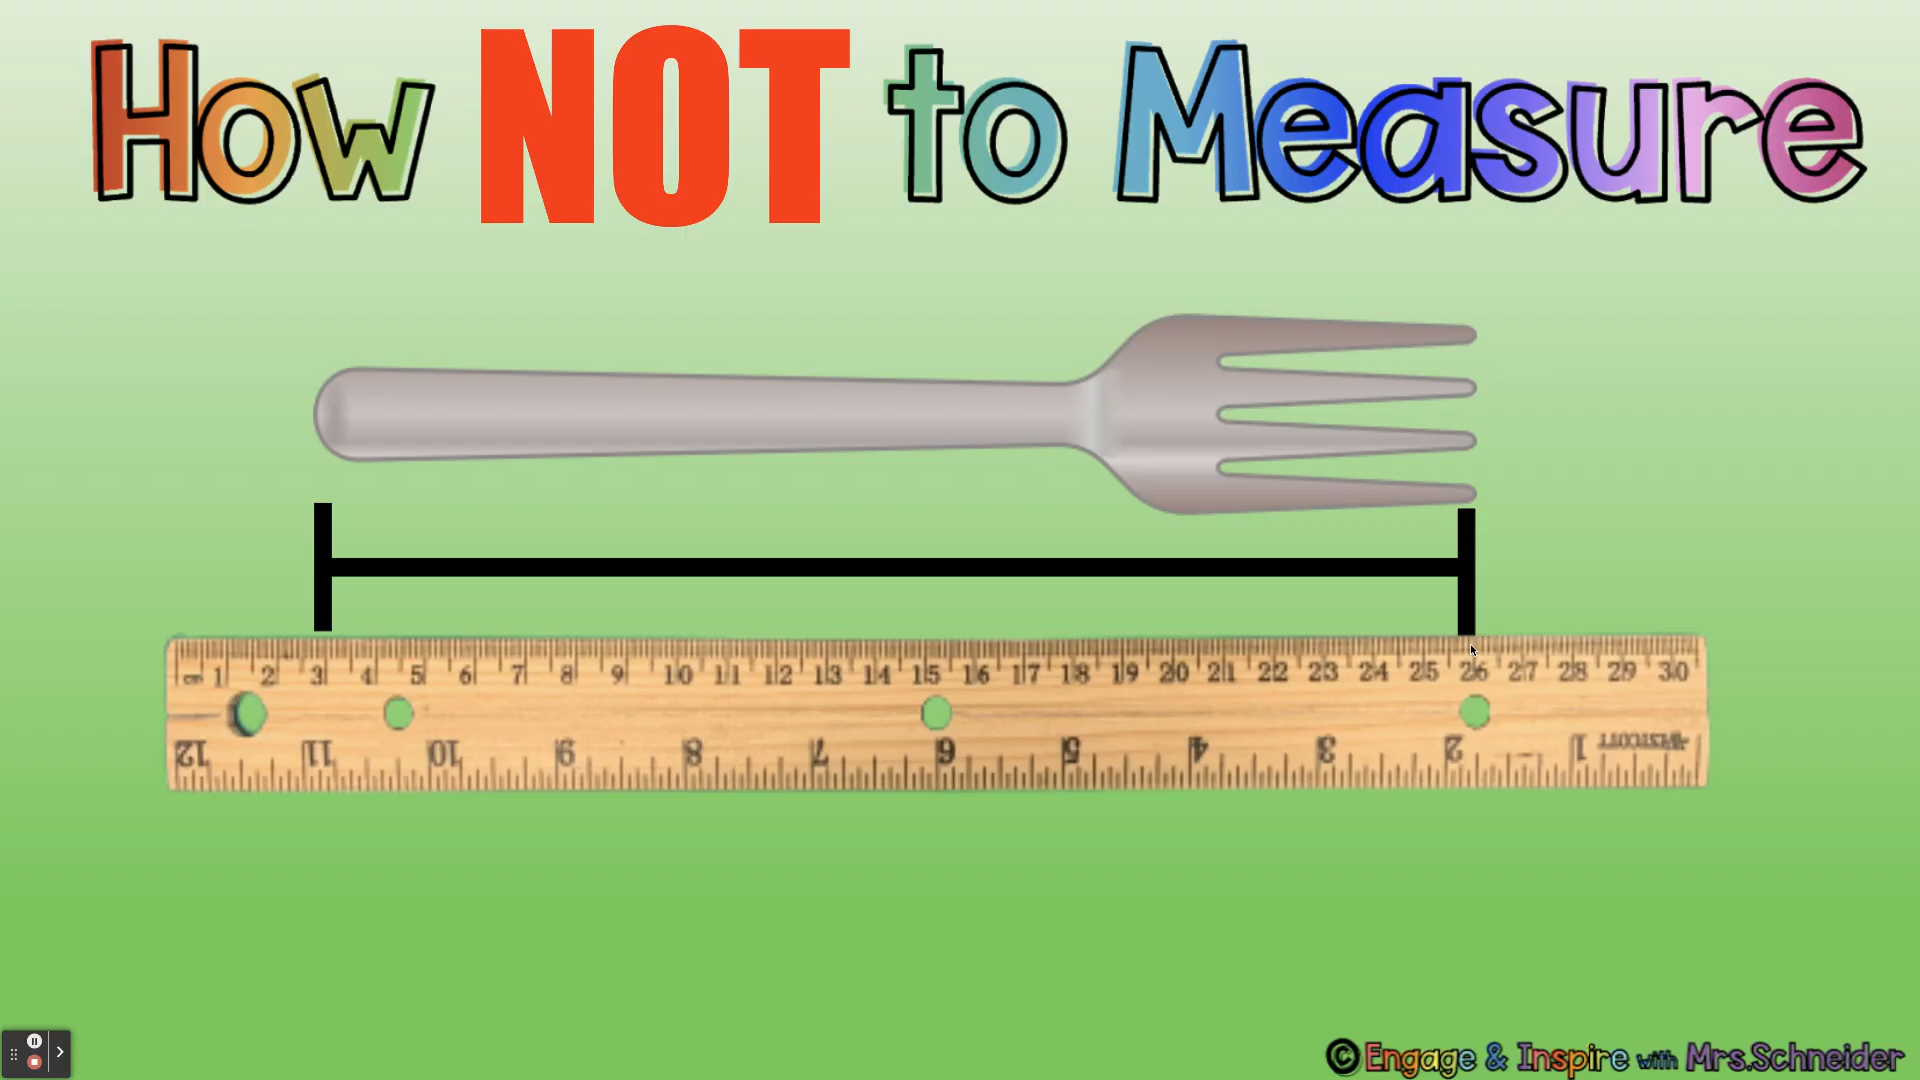 How NOT to Measure
cm 1 2 3 4 5 6 7 8 9 10 11 12 13 14 15 16 17 18 19 20 21 22 23 24 25 26 27 28 29 30
12 11 10 9 8 7 6 5 4 3 2 1 WESTCOTT
© Engage & Inspire with Mrs.Schneider